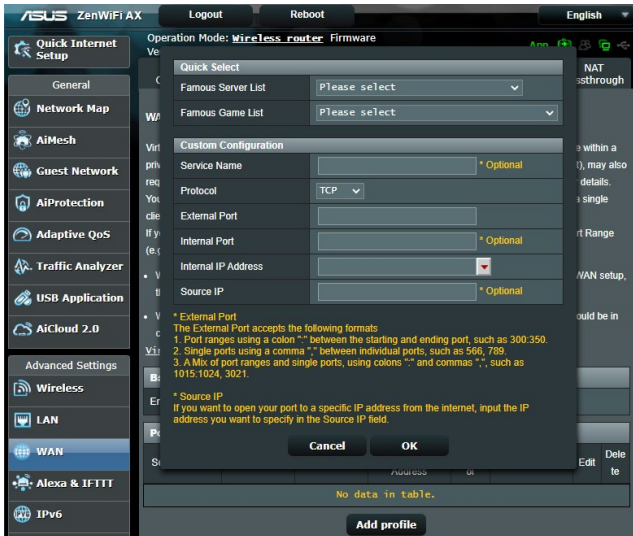 ASUS ZenWiFi AX
Logout
Reboot
English
Quick Internet
Setup
General
Network Map
AiMesh
Guest Network
AiProtection
Adaptive QoS
Traffic Analyzer
USB Application
AiCloud 2.0
Advanced Settings
Wireless
LAN
WAN
Alexa & IFTTT
IPv6
Operation Mode: Wireless router Firmware
App
NAT
ssthrough
Quick Select
Famous Server List Please select
Famous Game List Please select
Custom Configuration
Service Name * Optional
Protocol TCP
External Port
Internal Port * Optional
Internal IP Address
Source IP * Optional
* External Port
The External Port accepts the following formats
1. Port ranges using a colon ":" between the starting and ending port, such as 300:350.
2. Single ports using a comma "," between individual ports, such as 566, 789.
3. A Mix of port ranges and single ports, using colons ":" and commas ",", such as
1015:1024, 3021.
* Source IP
If you want to open your port to a specific IP address from the internet, input the IP
address you want to specify in the Source IP field.
Cancel OK
e within a
), may also
details.
a single
rt Range
WAN setup,
ould be in
Edit
Dele
te
No data in table.
Add profile